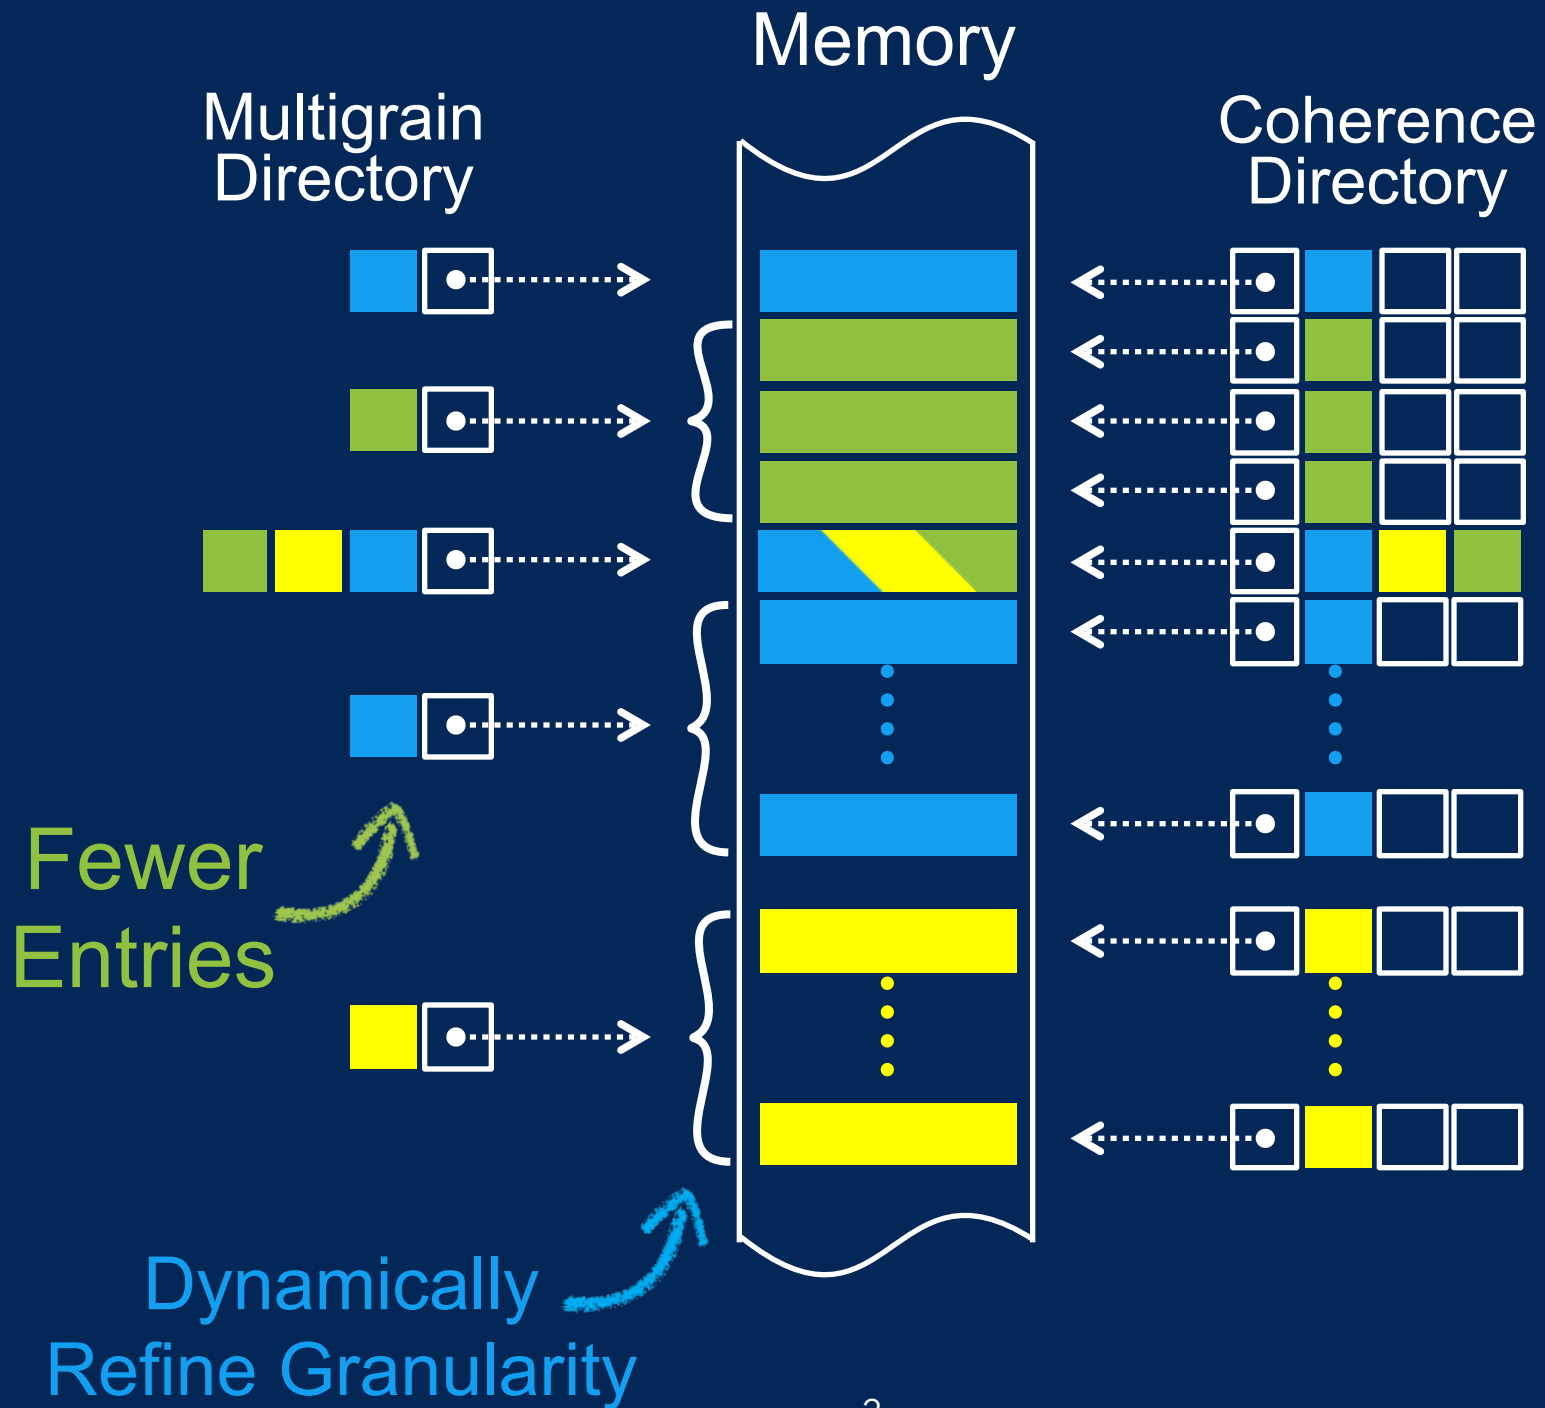 Memory
Multigrain
Directory
Coherence
Directory
Fewer
Entries
Dynamically
Refine Granularity